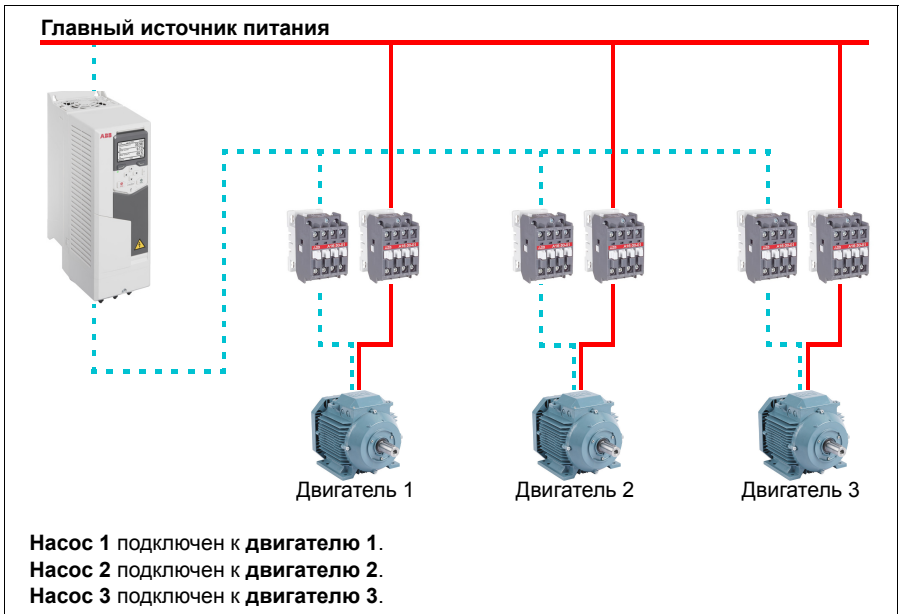 Главный источник питания
ABB
Двигатель 1
Двигатель 2
Двигатель 3
Насос 1 подключен к двигателю 1.
Насос 2 подключен к двигателю 2.
Насос 3 подключен к двигателю 3.